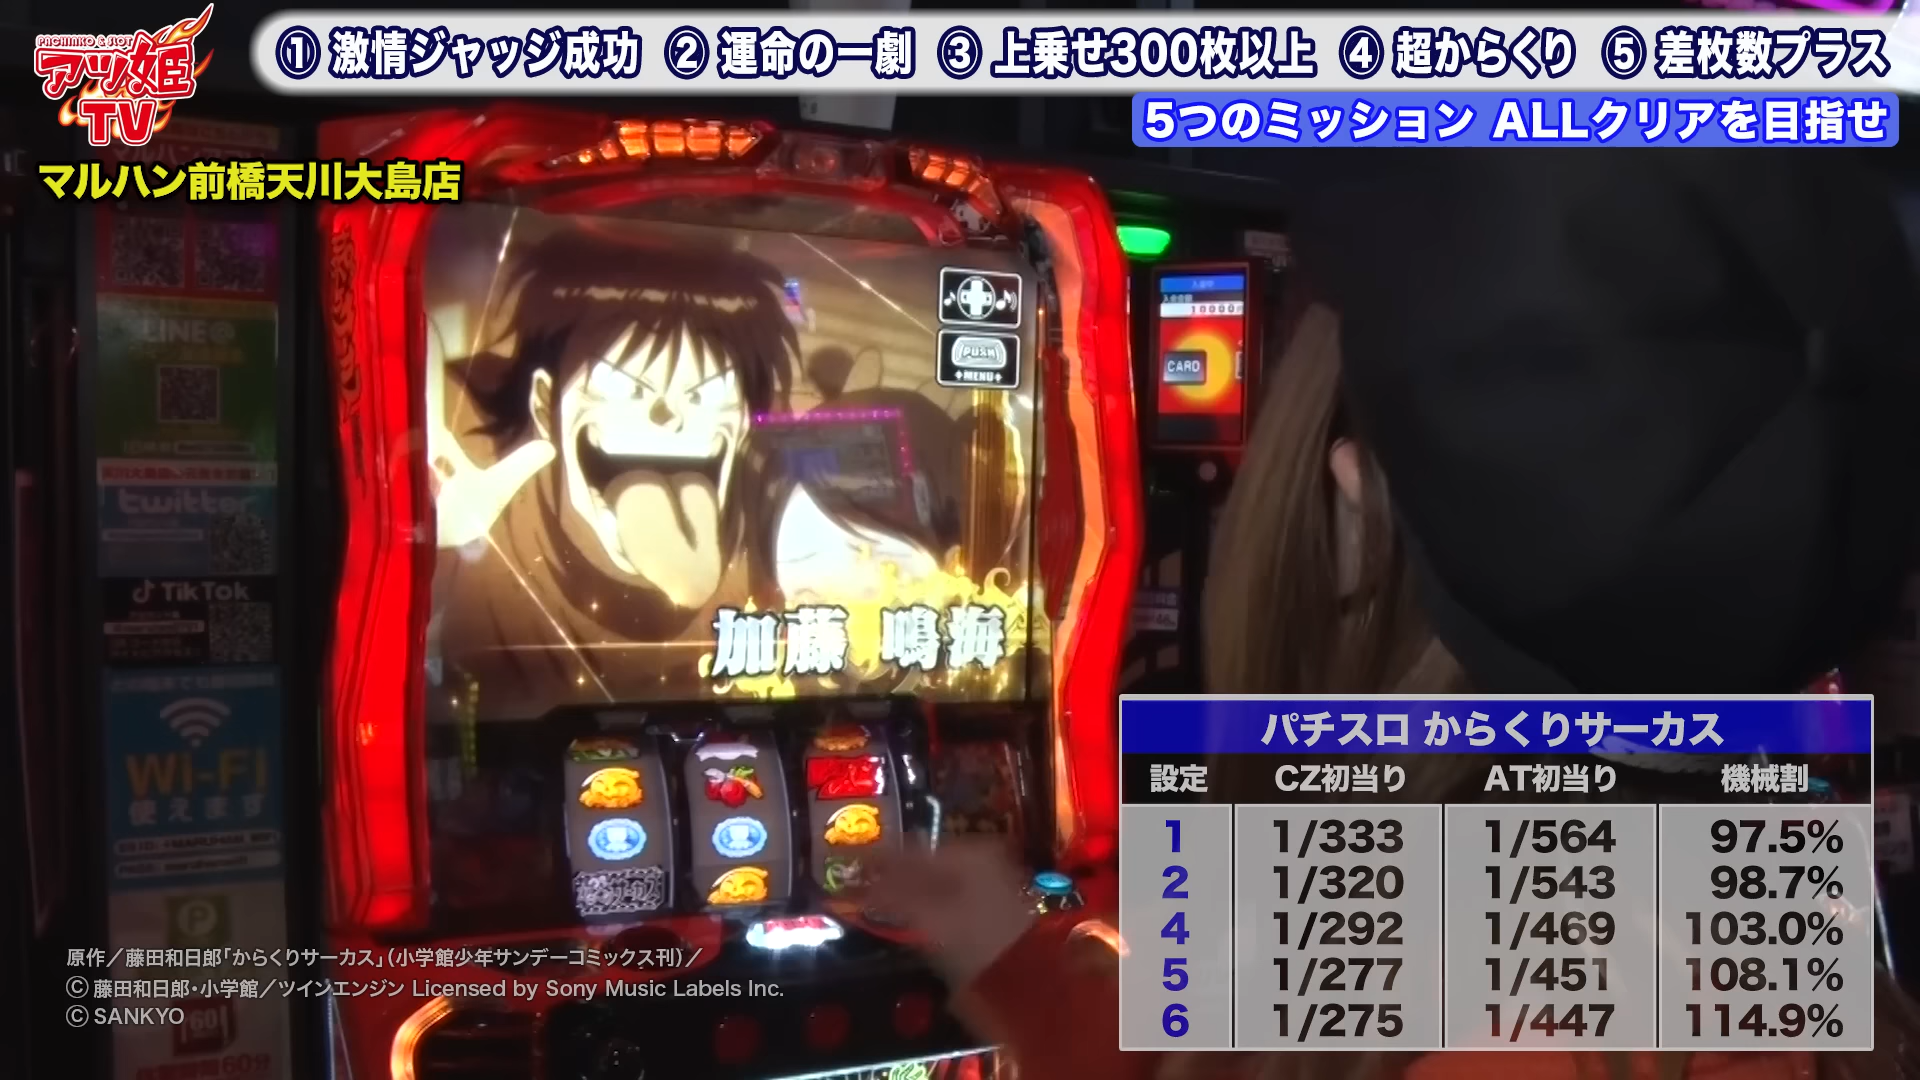 ① 激情ジャッジ成功 ② 運命の一劇 ③ 上乗せ300枚以上 ④ 超からくり ⑤ 差枚数プラス
5つのミッション ALLクリアを目指せ
PACHINKO & SLOT
アツ姫
TV
マルハン前橋天川大島店
LINE@
twitter
TikTok
Wi-Fi
使えます
P
CARD
PUSH
MENU
加藤 鳴海
パチスロ からくりサーカス
設定 CZ初当り AT初当り 機械割
1 1/333 1/564 97.5%
2 1/320 1/543 98.7%
4 1/292 1/469 103.0%
5 1/277 1/451 108.1%
6 1/275 1/447 114.9%
原作／藤田和日郎「からくりサーカス」（小学館少年サンデーコミックス刊）／
Ⓒ 藤田和日郎・小学館／ツインエンジン Licensed by Sony Music Labels Inc.
Ⓒ SANKYO